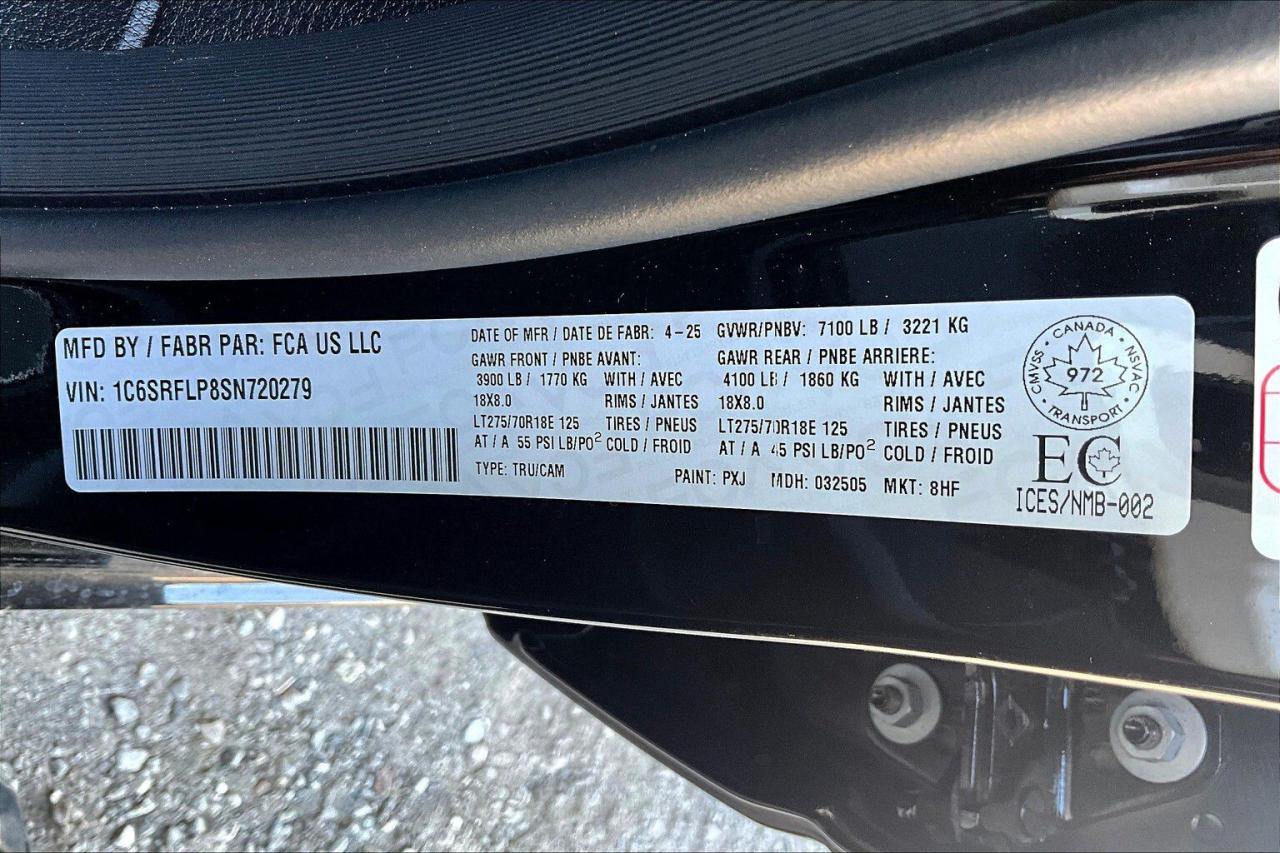 MFD BY / FABR PAR: FCA US LLC
VIN: 1C6SRFLP8SN720279
DATE OF MFR / DATE DE FABR: 4-25
GVWR/PNBV: 7100 LB / 3221 KG
GAWR FRONT / PNBE AVANT:
3900 LB / 1770 KG WITH / AVEC
18X8.0 RIMS / JANTES
LT275/70R18E 125 TIRES / PNEUS
AT / A 55 PSI LB/PO² COLD / FROID
GAWR REAR / PNBE ARRIERE:
4100 LB / 1860 KG WITH / AVEC
18X8.0 RIMS / JANTES
LT275/70R18E 125 TIRES / PNEUS
AT / A 45 PSI LB/PO² COLD / FROID
TYPE: TRU/CAM PAINT: PXJ MDH: 032505 MKT: 8HF
CANADA
CMVSS 972 NSVAC
TRANSPORT
EC
ICES/NMB-002